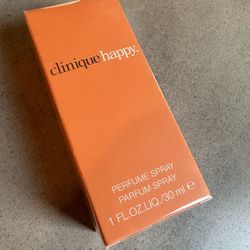 clinique happy.
PERFUME SPRAY
PARFUM SPRAY
1 FL.OZ.LIQ./30 ml e